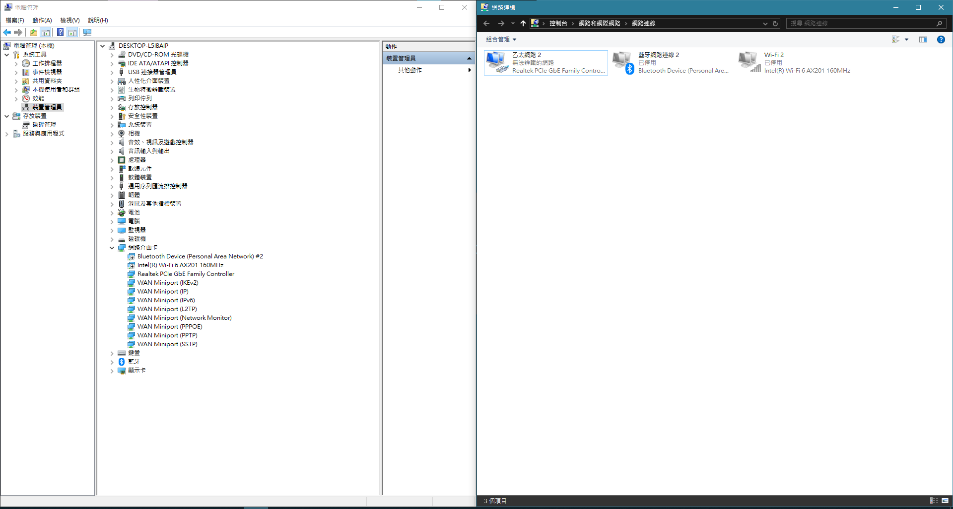 電腦管理
檔案(F) 動作(A) 檢視(V) 說明(H)
電腦管理 (本機)
系統工具
工作排程器
事件檢視器
共用資料夾
本機使用者和群組
效能
裝置管理員
存放裝置
磁碟管理
服務與應用程式
DESKTOP-L5IBAIP
DVD/CD-ROM 光碟機
IDE ATA/ATAPI 控制器
USB 連接器管理員
人性化介面裝置
生物特徵辨識裝置
列印佇列
存放控制器
安全性裝置
系統裝置
相機
音效、視訊及遊戲控制器
音訊輸入與輸出
處理器
軟體元件
軟體裝置
通用序列匯流排控制器
韌體
滑鼠及其他指標裝置
電池
電腦
監視器
磁碟機
網路介面卡
Bluetooth Device (Personal Area Network) #2
Intel(R) Wi-Fi 6 AX201 160MHz
Realtek PCIe GbE Family Controller
WAN Miniport (IKEv2)
WAN Miniport (IP)
WAN Miniport (IPv6)
WAN Miniport (L2TP)
WAN Miniport (Network Monitor)
WAN Miniport (PPPOE)
WAN Miniport (PPTP)
WAN Miniport (SSTP)
鍵盤
藍牙
顯示卡
動作
裝置管理員
其他動作
網路連線
控制台 › 網路和網際網路 › 網路連線
搜尋 網路連線
組合管理
乙太網路 2
無法辨識的網路
Realtek PCIe GbE Family Contro...
藍牙網路連線 2
已停用
Bluetooth Device (Personal Are...
Wi-Fi 2
已停用
Intel(R) Wi-Fi 6 AX201 160MHz
3 個項目